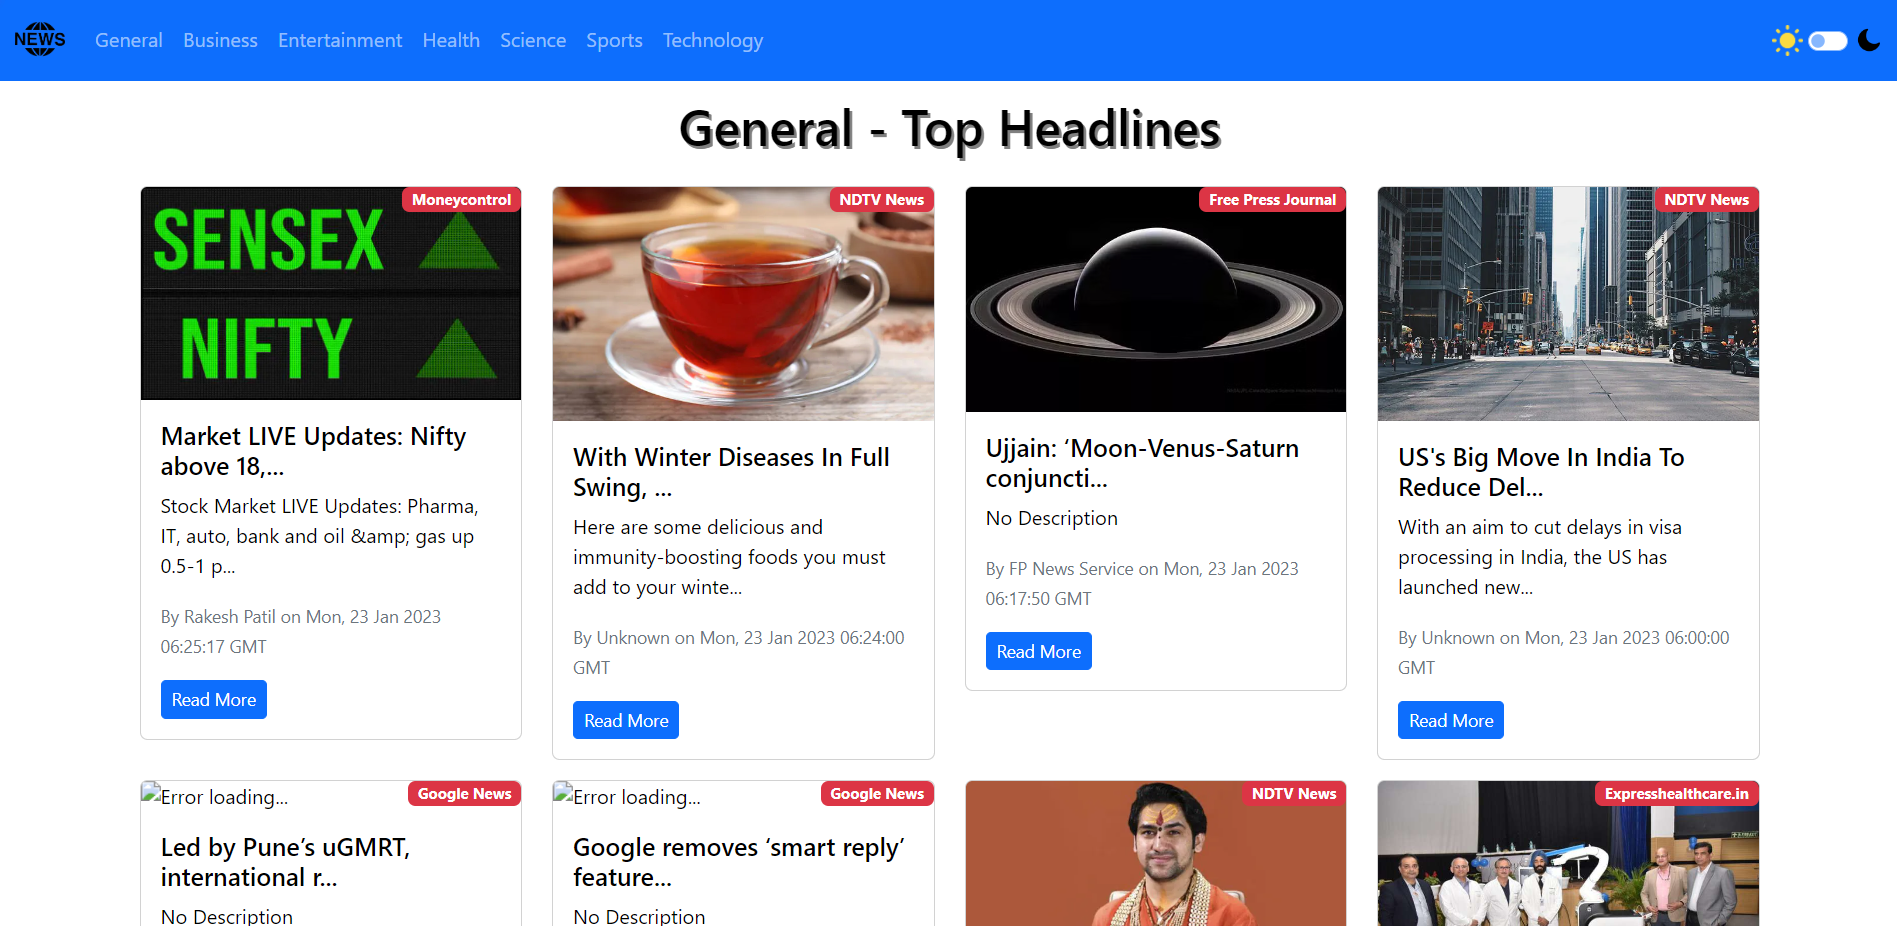 NEWS
General Business Entertainment Health Science Sports Technology
General - Top Headlines
Moneycontrol
SENSEX
NIFTY
Market LIVE Updates: Nifty
above 18,...
Stock Market LIVE Updates: Pharma,
IT, auto, bank and oil &amp; gas up
0.5-1 p...
By Rakesh Patil on Mon, 23 Jan 2023
06:25:17 GMT
Read More
NDTV News
With Winter Diseases In Full
Swing, ...
Here are some delicious and
immunity-boosting foods you must
add to your winte...
By Unknown on Mon, 23 Jan 2023 06:24:00
GMT
Read More
Free Press Journal
Ujjain: ‘Moon-Venus-Saturn
conjuncti...
No Description
By FP News Service on Mon, 23 Jan 2023
06:17:50 GMT
Read More
NDTV News
US's Big Move In India To
Reduce Del...
With an aim to cut delays in visa
processing in India, the US has
launched new...
By Unknown on Mon, 23 Jan 2023 06:00:00
GMT
Read More
Error loading...
Google News
Led by Pune’s uGMRT,
international r...
No Description
Error loading...
Google News
Google removes ‘smart reply’
feature...
No Description
NDTV News
Expresshealthcare.in